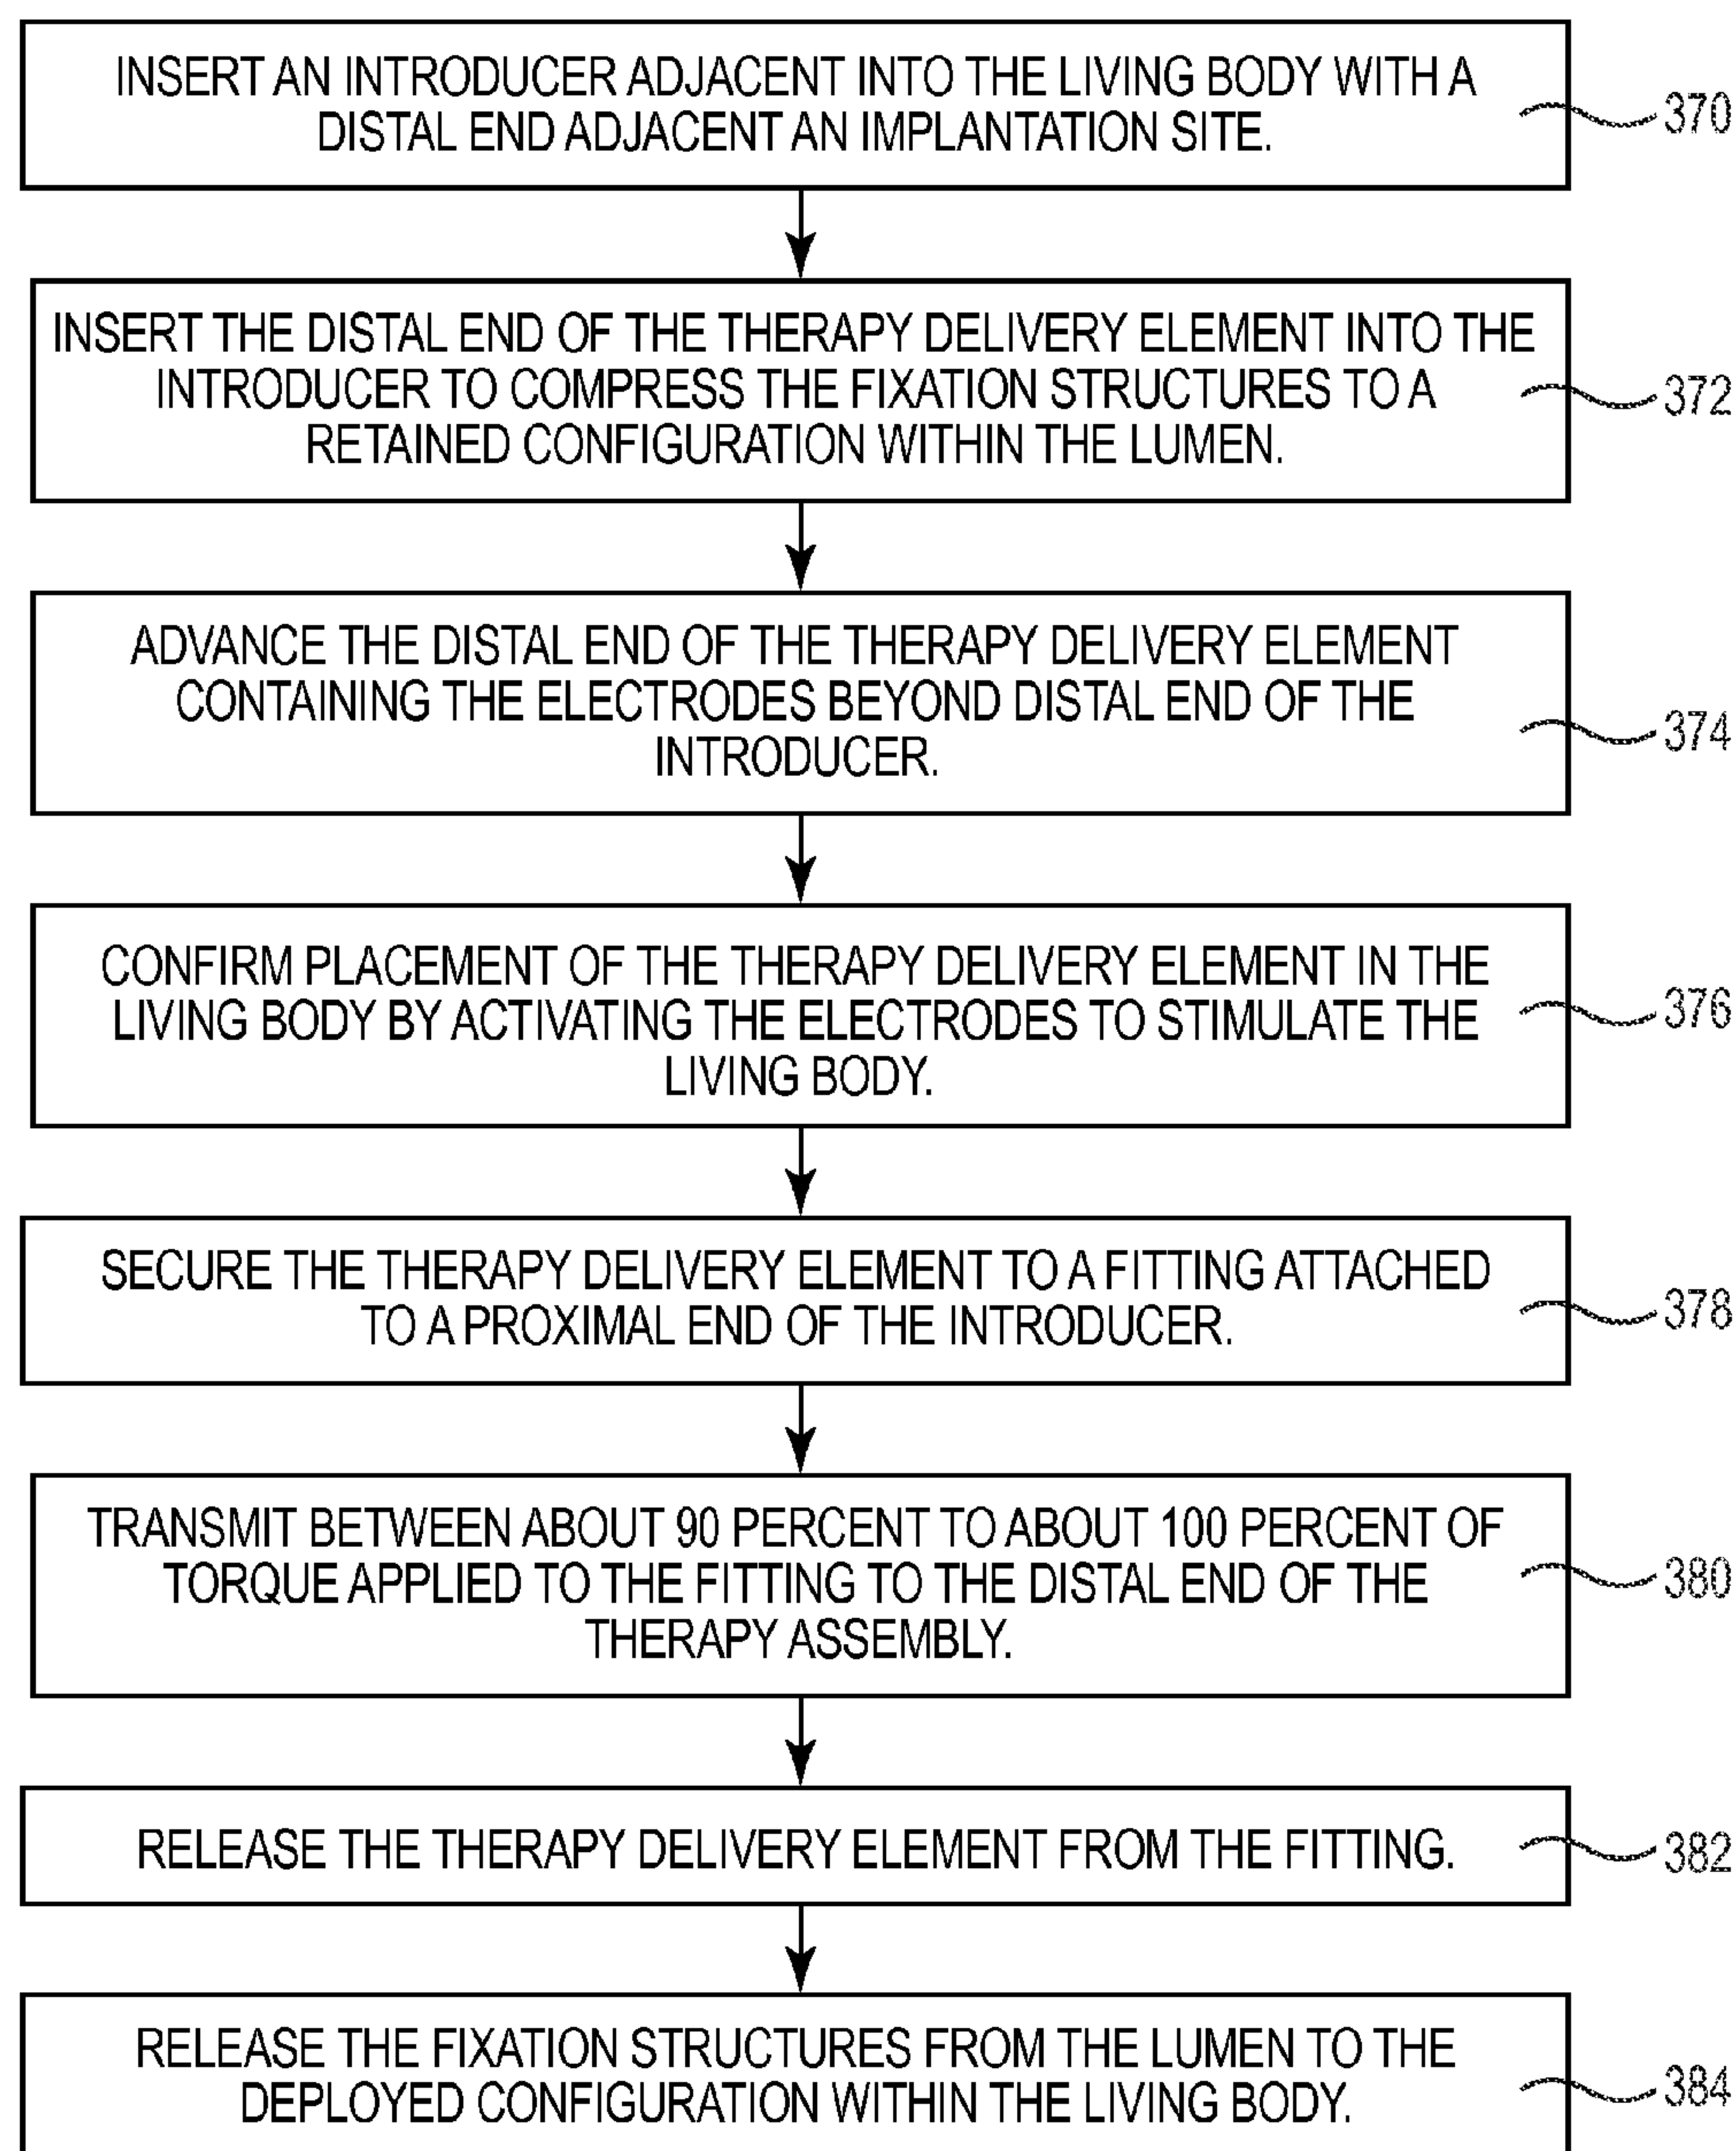 INSERT AN INTRODUCER ADJACENT INTO THE LIVING BODY WITH A
DISTAL END ADJACENT AN IMPLANTATION SITE.
370
INSERT THE DISTAL END OF THE THERAPY DELIVERY ELEMENT INTO THE
INTRODUCER TO COMPRESS THE FIXATION STRUCTURES TO A
RETAINED CONFIGURATION WITHIN THE LUMEN.
372
ADVANCE THE DISTAL END OF THE THERAPY DELIVERY ELEMENT
CONTAINING THE ELECTRODES BEYOND DISTAL END OF THE
INTRODUCER.
374
CONFIRM PLACEMENT OF THE THERAPY DELIVERY ELEMENT IN THE
LIVING BODY BY ACTIVATING THE ELECTRODES TO STIMULATE THE
LIVING BODY.
376
SECURE THE THERAPY DELIVERY ELEMENT TO A FITTING ATTACHED
TO A PROXIMAL END OF THE INTRODUCER.
378
TRANSMIT BETWEEN ABOUT 90 PERCENT TO ABOUT 100 PERCENT OF
TORQUE APPLIED TO THE FITTING TO THE DISTAL END OF THE
THERAPY ASSEMBLY.
380
RELEASE THE THERAPY DELIVERY ELEMENT FROM THE FITTING.
382
RELEASE THE FIXATION STRUCTURES FROM THE LUMEN TO THE
DEPLOYED CONFIGURATION WITHIN THE LIVING BODY.
384